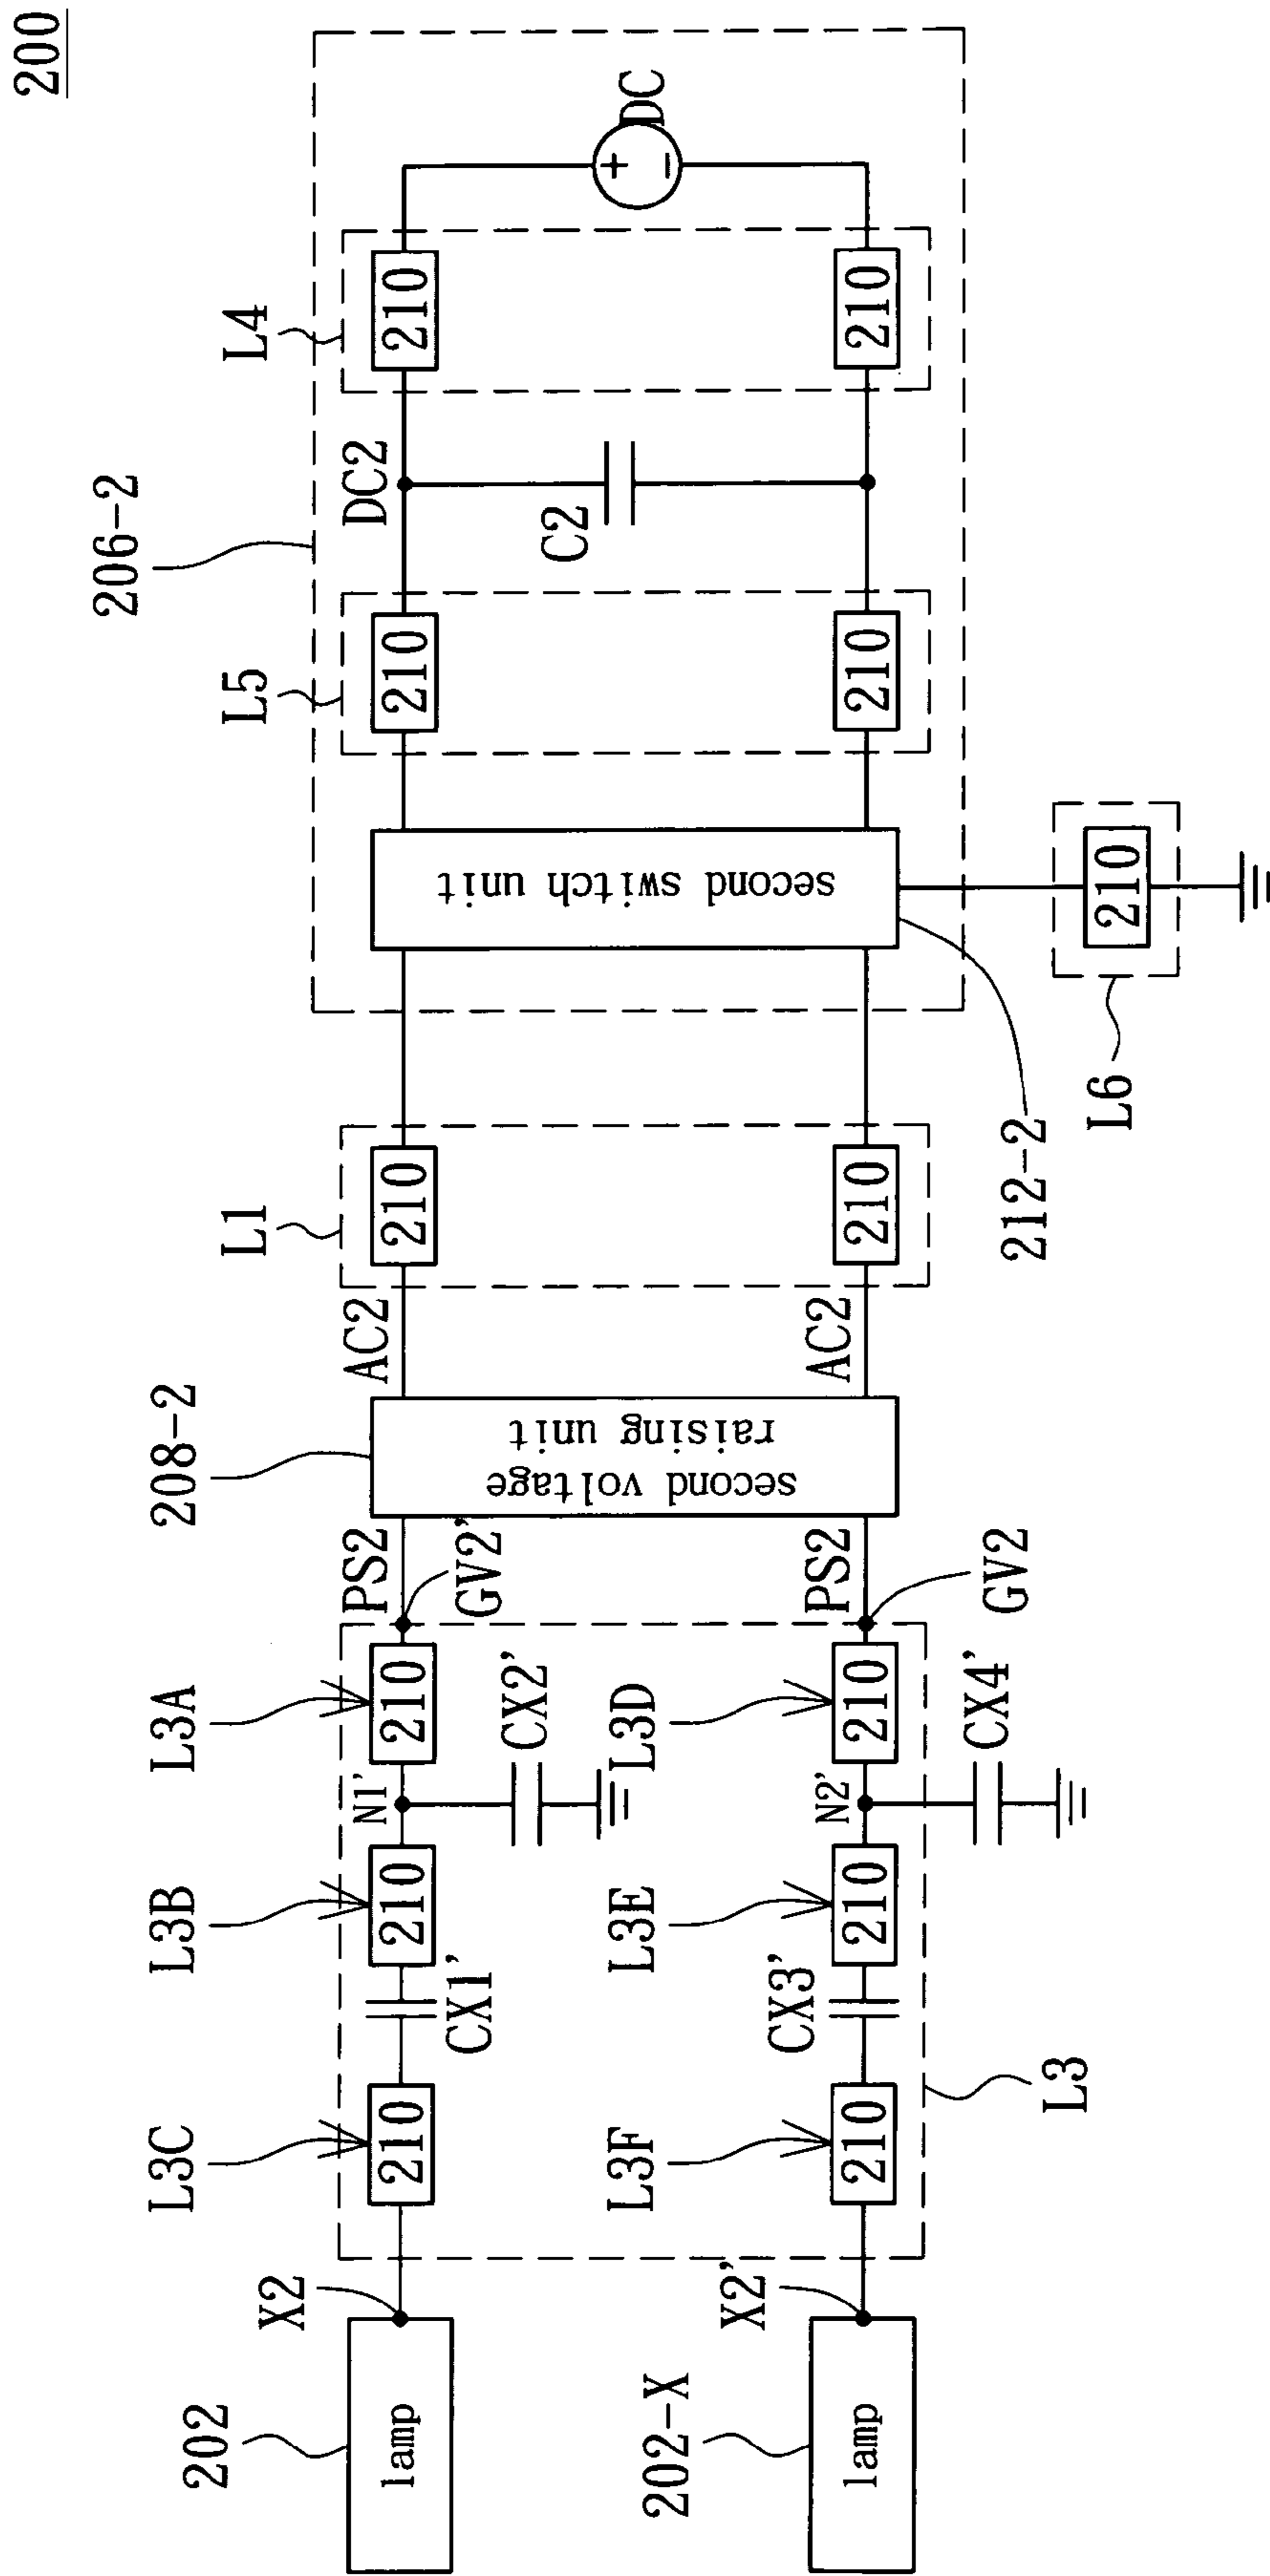 200
206-2
L4
L5
DC
DC2
C2
210
210
210
210
second switch unit
210
L6
212-2
L1
210
210
AC2
AC2
208-2
second voltage
raising unit
PS2
GV2'
PS2
GV2
L3A
L3B
L3C
210
210
210
N1'
CX2'
CX1'
L3D
L3E
L3F
210
210
210
N2'
CX4'
CX3'
L3
X2
X2'
202
lamp
202-X
lamp